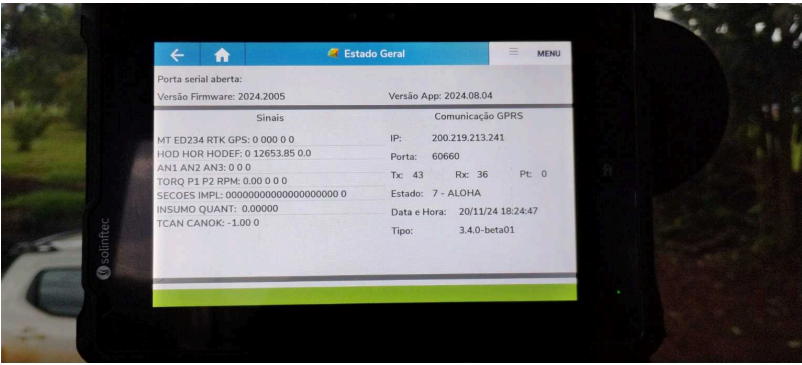 Estado Geral
MENU
Porta serial aberta:
Versão Firmware: 2024.2005
Versão App: 2024.08.04
Sinais
MT ED234 RTK GPS: 0 000 0 0
HOD HOR HODEF: 0 12653.85 0.0
AN1 AN2 AN3: 0 0 0
TORQ P1 P2 RPM: 0.00 0 0 0
SECOES IMPL: 00000000000000000000 0
INSUMO QUANT: 0.00000
TCAN CANOK: -1.00 0
Comunicação GPRS
IP: 200.219.213.241
Porta: 60660
Tx: 43 Rx: 36 Pt: 0
Estado: 7 - ALOHA
Data e Hora: 20/11/24 18:24:47
Tipo: 3.4.0-beta01
solinftec